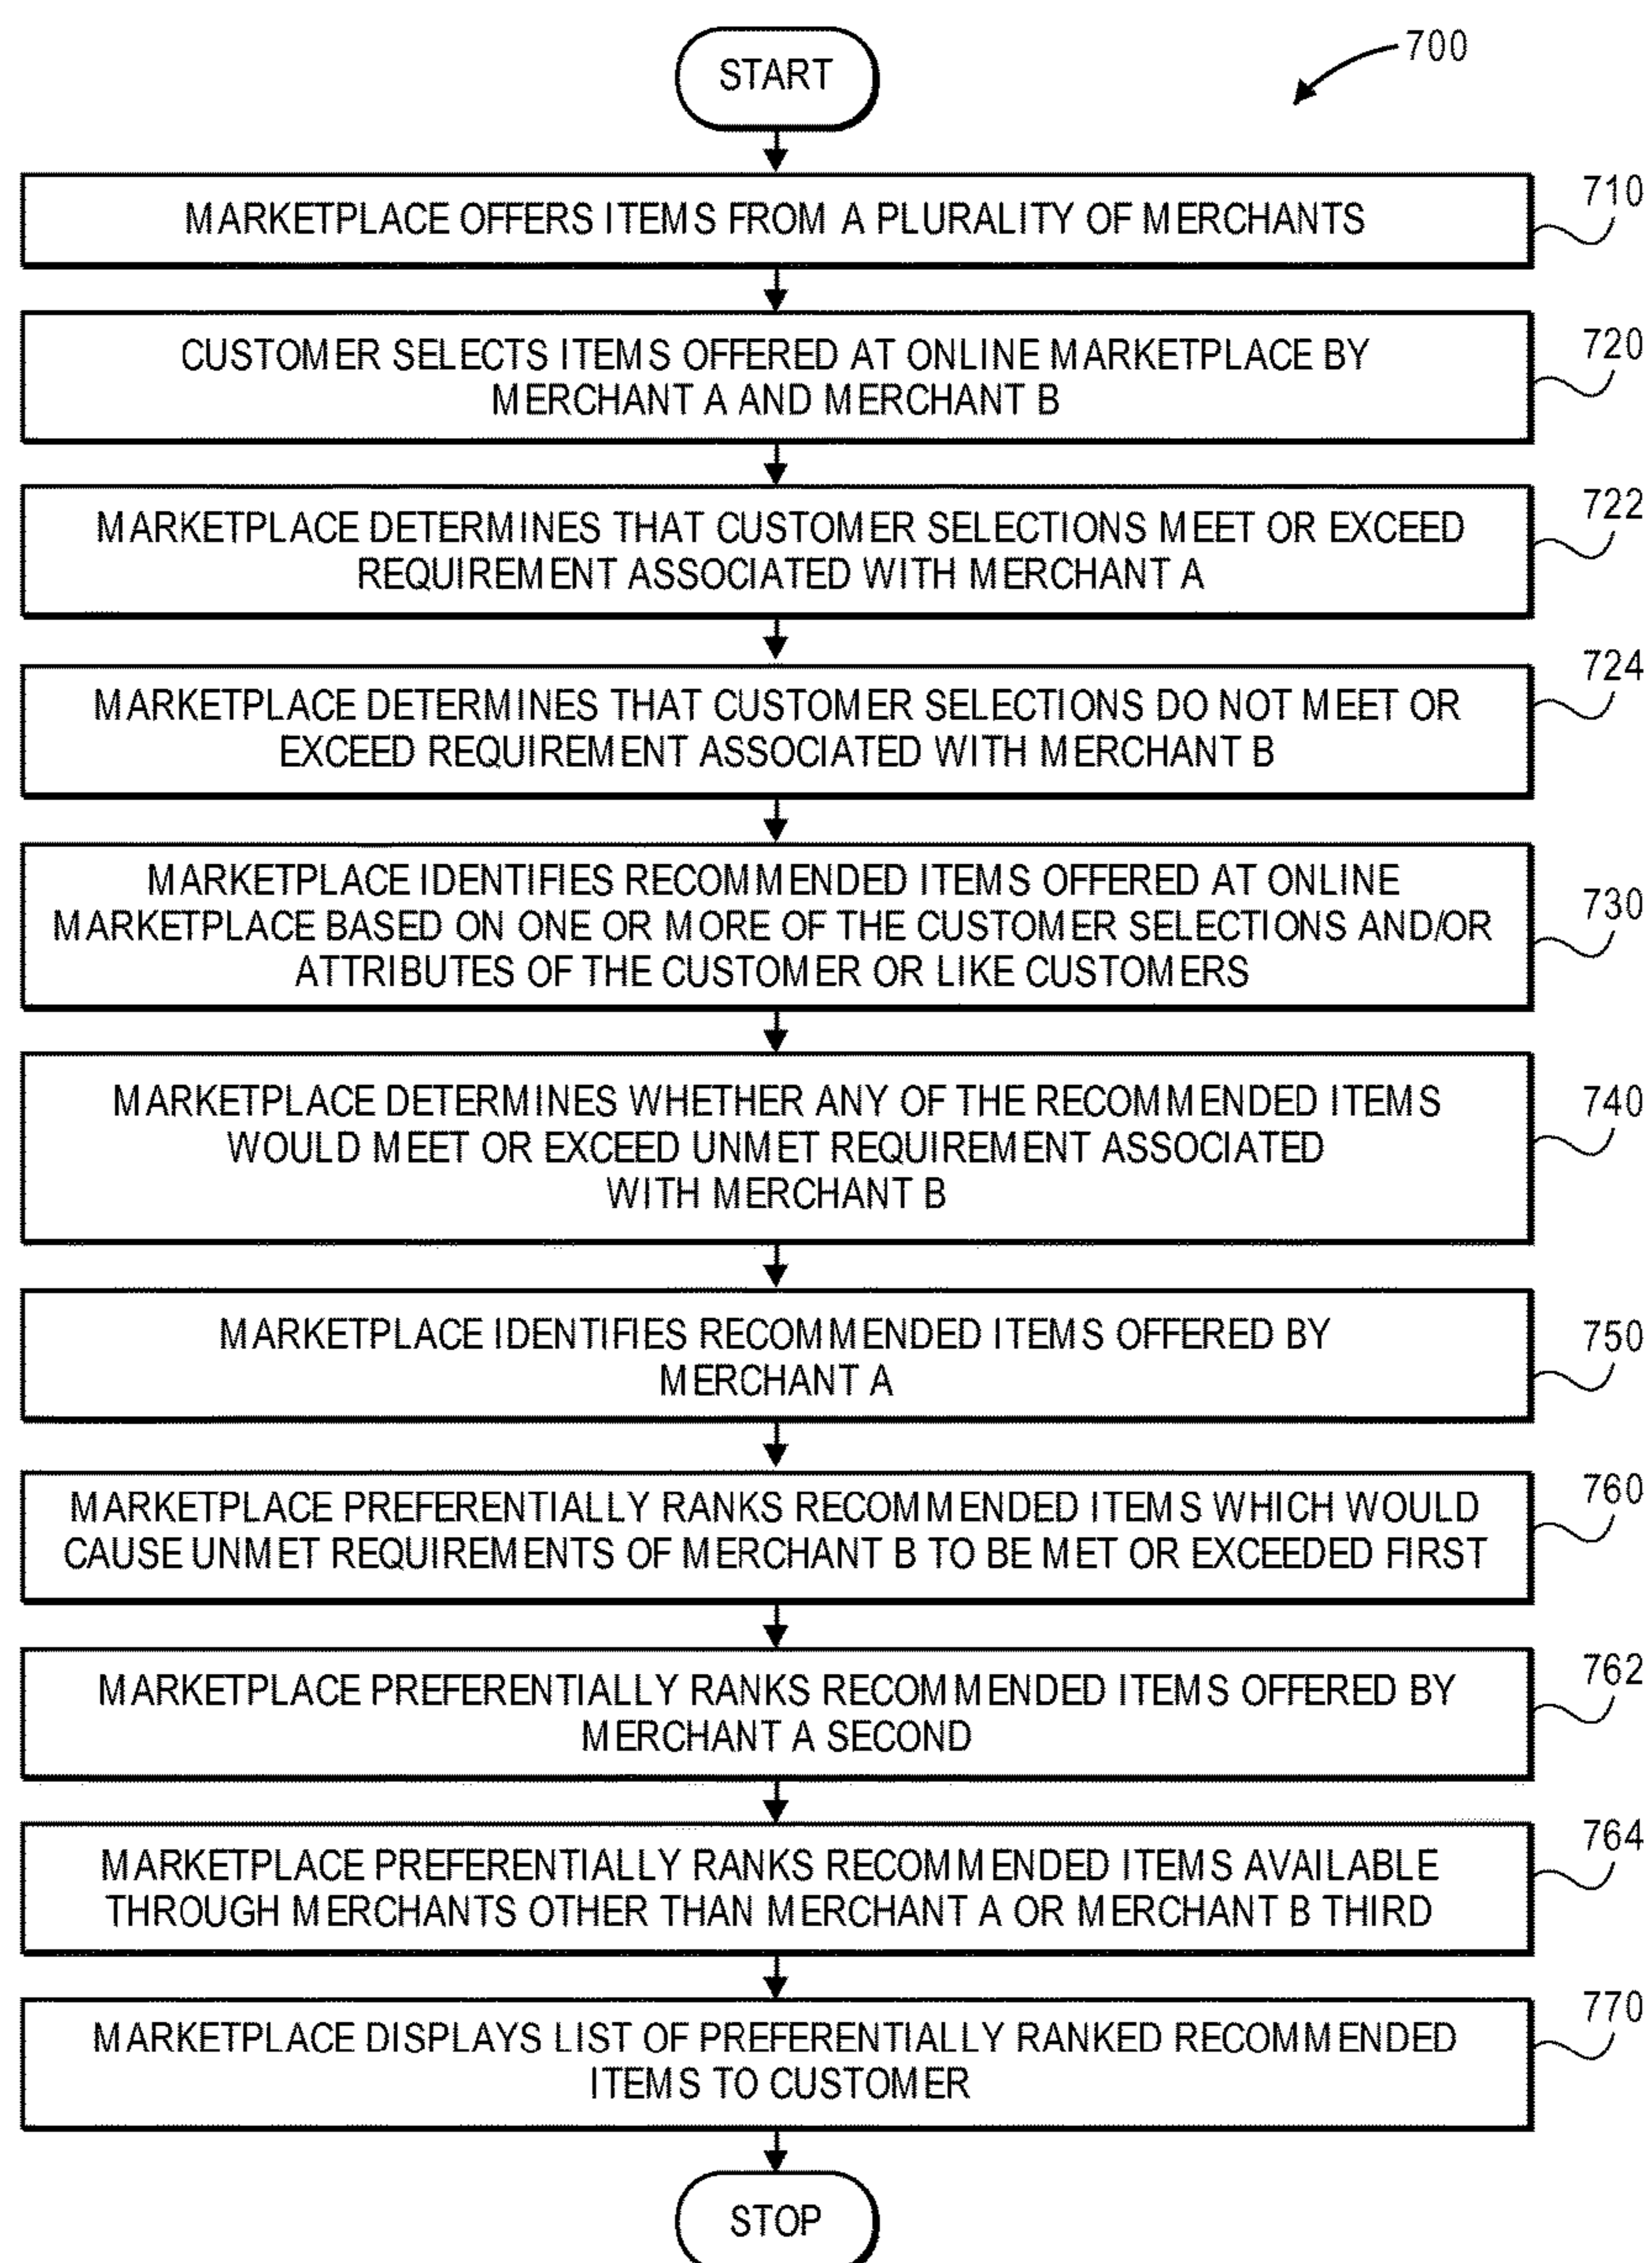 START
700
MARKETPLACE OFFERS ITEMS FROM A PLURALITY OF MERCHANTS
710
CUSTOMER SELECTS ITEMS OFFERED AT ONLINE MARKETPLACE BY
MERCHANT A AND MERCHANT B
720
MARKETPLACE DETERMINES THAT CUSTOMER SELECTIONS MEET OR EXCEED
REQUIREMENT ASSOCIATED WITH MERCHANT A
722
MARKETPLACE DETERMINES THAT CUSTOMER SELECTIONS DO NOT MEET OR
EXCEED REQUIREMENT ASSOCIATED WITH MERCHANT B
724
MARKETPLACE IDENTIFIES RECOMMENDED ITEMS OFFERED AT ONLINE
MARKETPLACE BASED ON ONE OR MORE OF THE CUSTOMER SELECTIONS AND/OR
ATTRIBUTES OF THE CUSTOMER OR LIKE CUSTOMERS
730
MARKETPLACE DETERMINES WHETHER ANY OF THE RECOMMENDED ITEMS
WOULD MEET OR EXCEED UNMET REQUIREMENT ASSOCIATED
WITH MERCHANT B
740
MARKETPLACE IDENTIFIES RECOMMENDED ITEMS OFFERED BY
MERCHANT A
750
MARKETPLACE PREFERENTIALLY RANKS RECOMMENDED ITEMS WHICH WOULD
CAUSE UNMET REQUIREMENTS OF MERCHANT B TO BE MET OR EXCEEDED FIRST
760
MARKETPLACE PREFERENTIALLY RANKS RECOMMENDED ITEMS OFFERED BY
MERCHANT A SECOND
762
MARKETPLACE PREFERENTIALLY RANKS RECOMMENDED ITEMS AVAILABLE
THROUGH MERCHANTS OTHER THAN MERCHANT A OR MERCHANT B THIRD
764
MARKETPLACE DISPLAYS LIST OF PREFERENTIALLY RANKED RECOMMENDED
ITEMS TO CUSTOMER
770
STOP